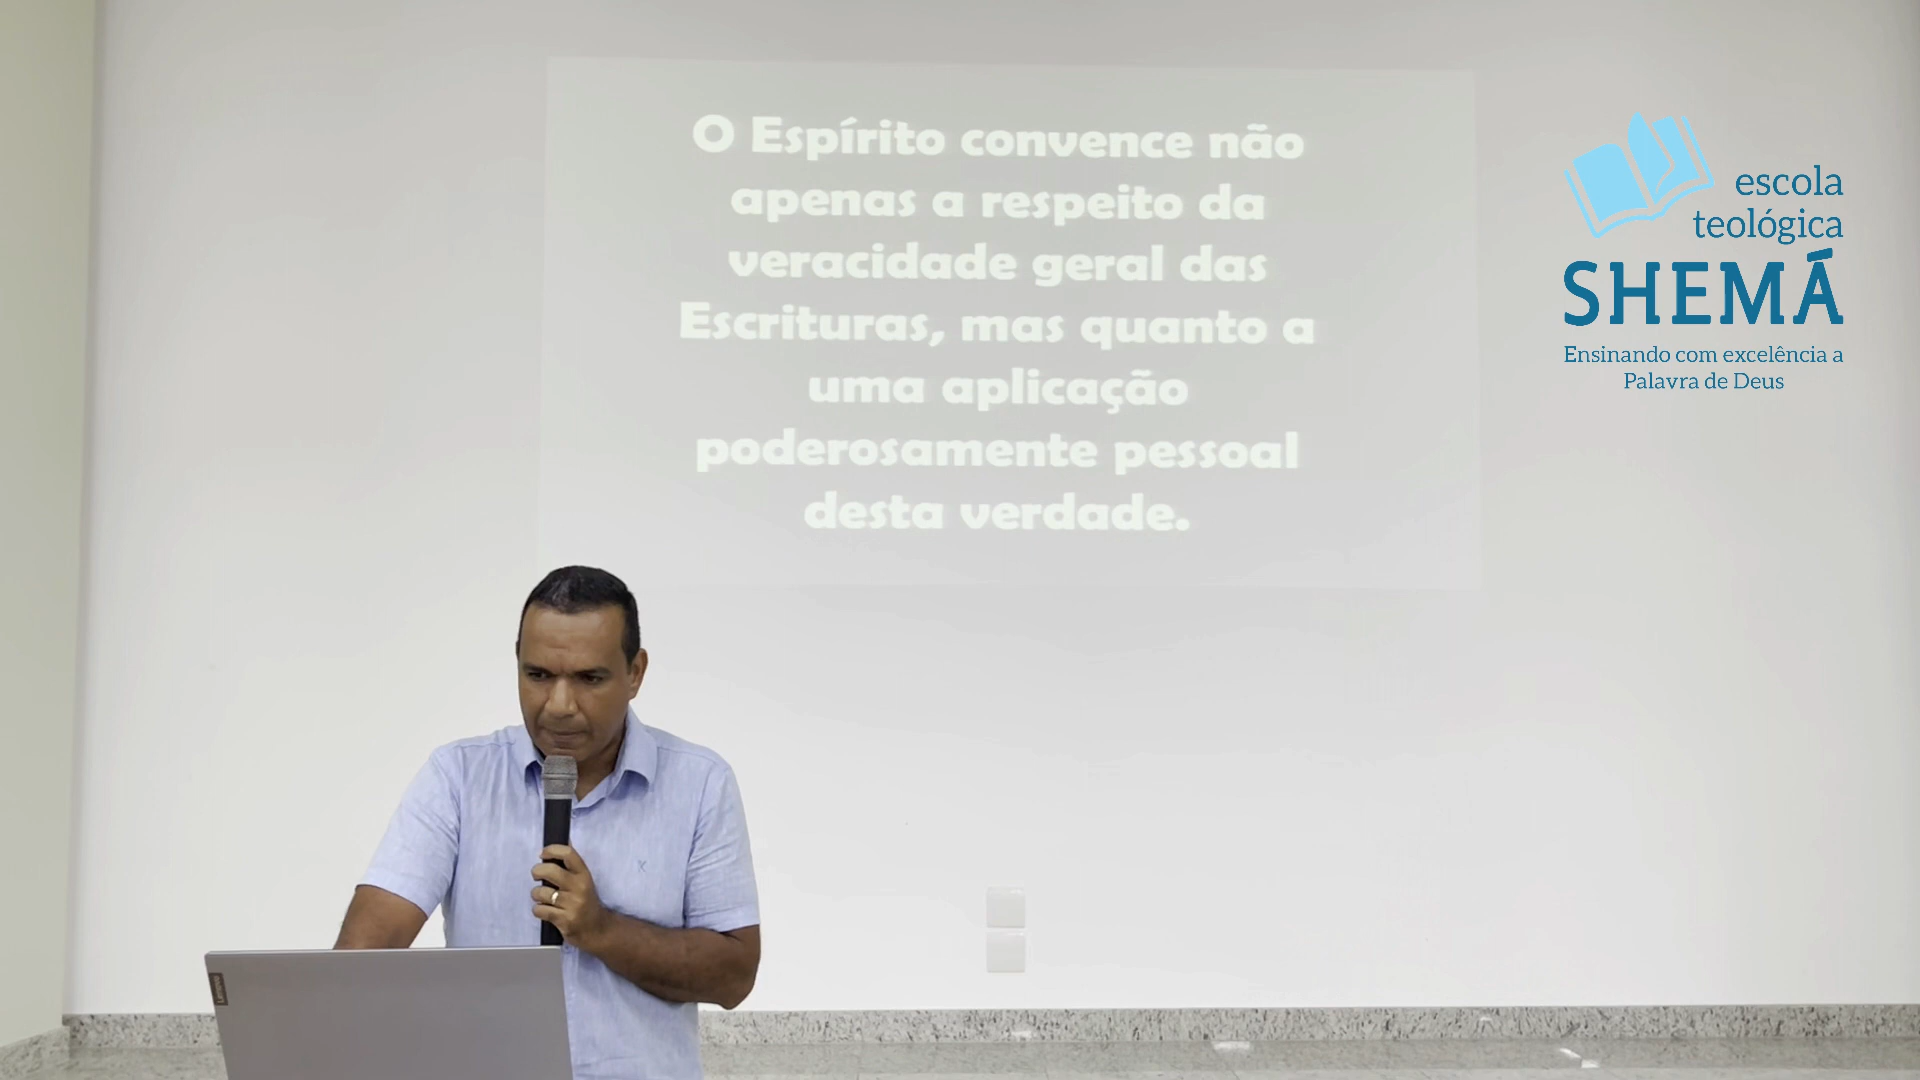 O Espírito convence não
apenas a respeito da
veracidade geral das
Escrituras, mas quanto a
uma aplicação
poderosamente pessoal
desta verdade.
escola
teológica
SHEMÁ
Ensinando com excelência a
Palavra de Deus
Lenovo